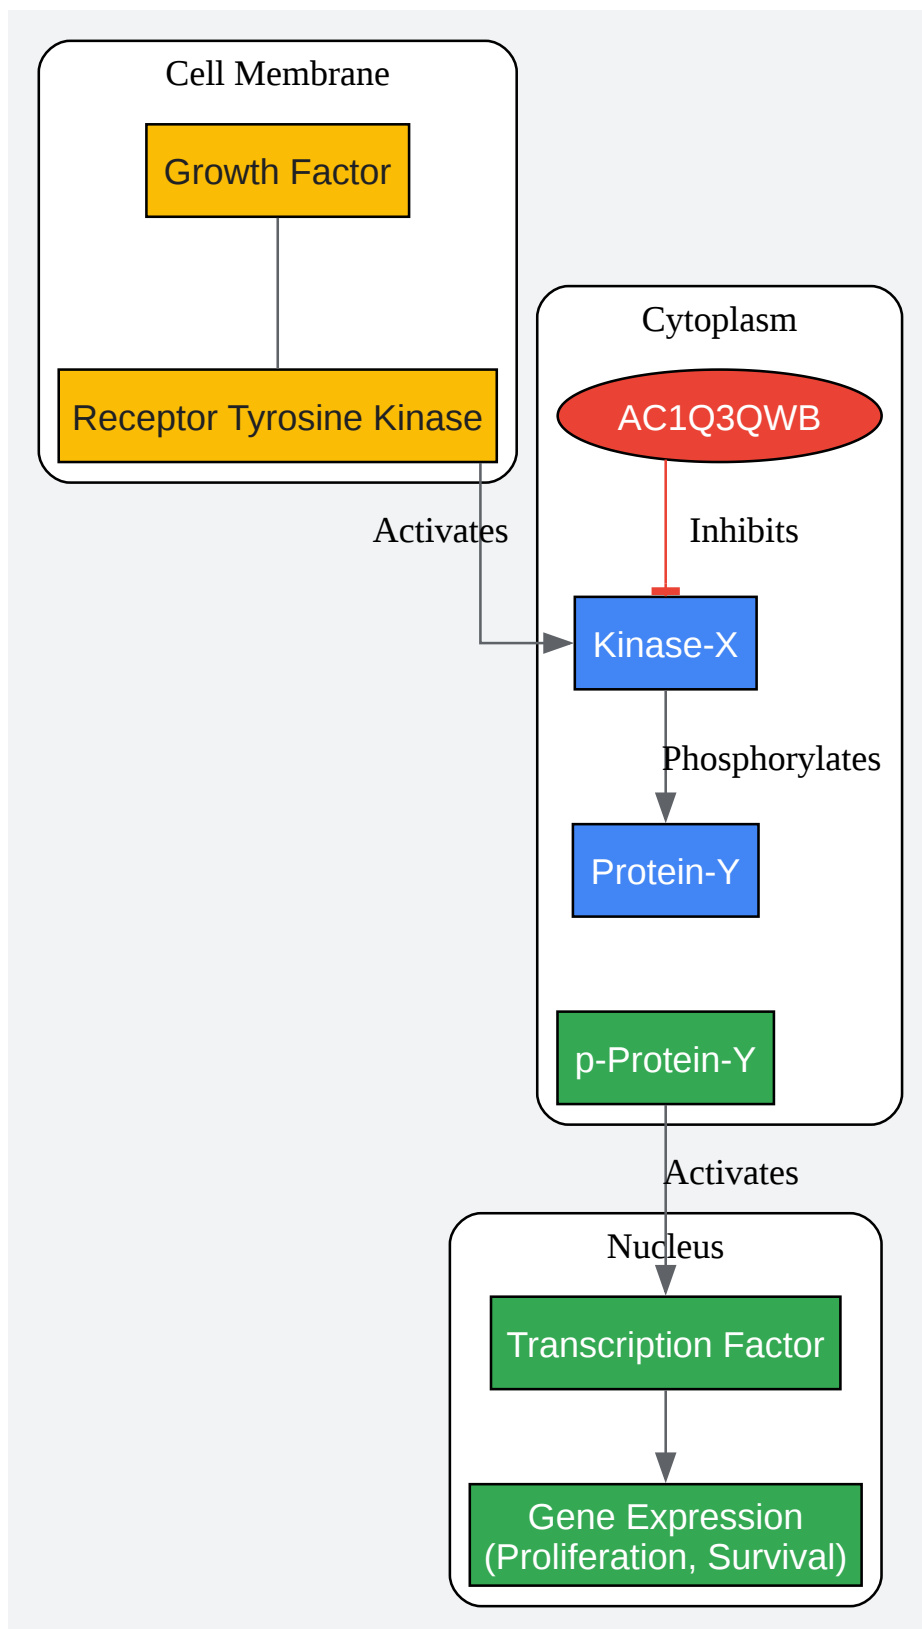 Cell Membrane
Growth Factor
Receptor Tyrosine Kinase
Activates
Cytoplasm
AC1Q3QWB
Inhibits
Kinase-X
Phosphorylates
Protein-Y
p-Protein-Y
Activates
Nucleus
Transcription Factor
Gene Expression
(Proliferation, Survival)